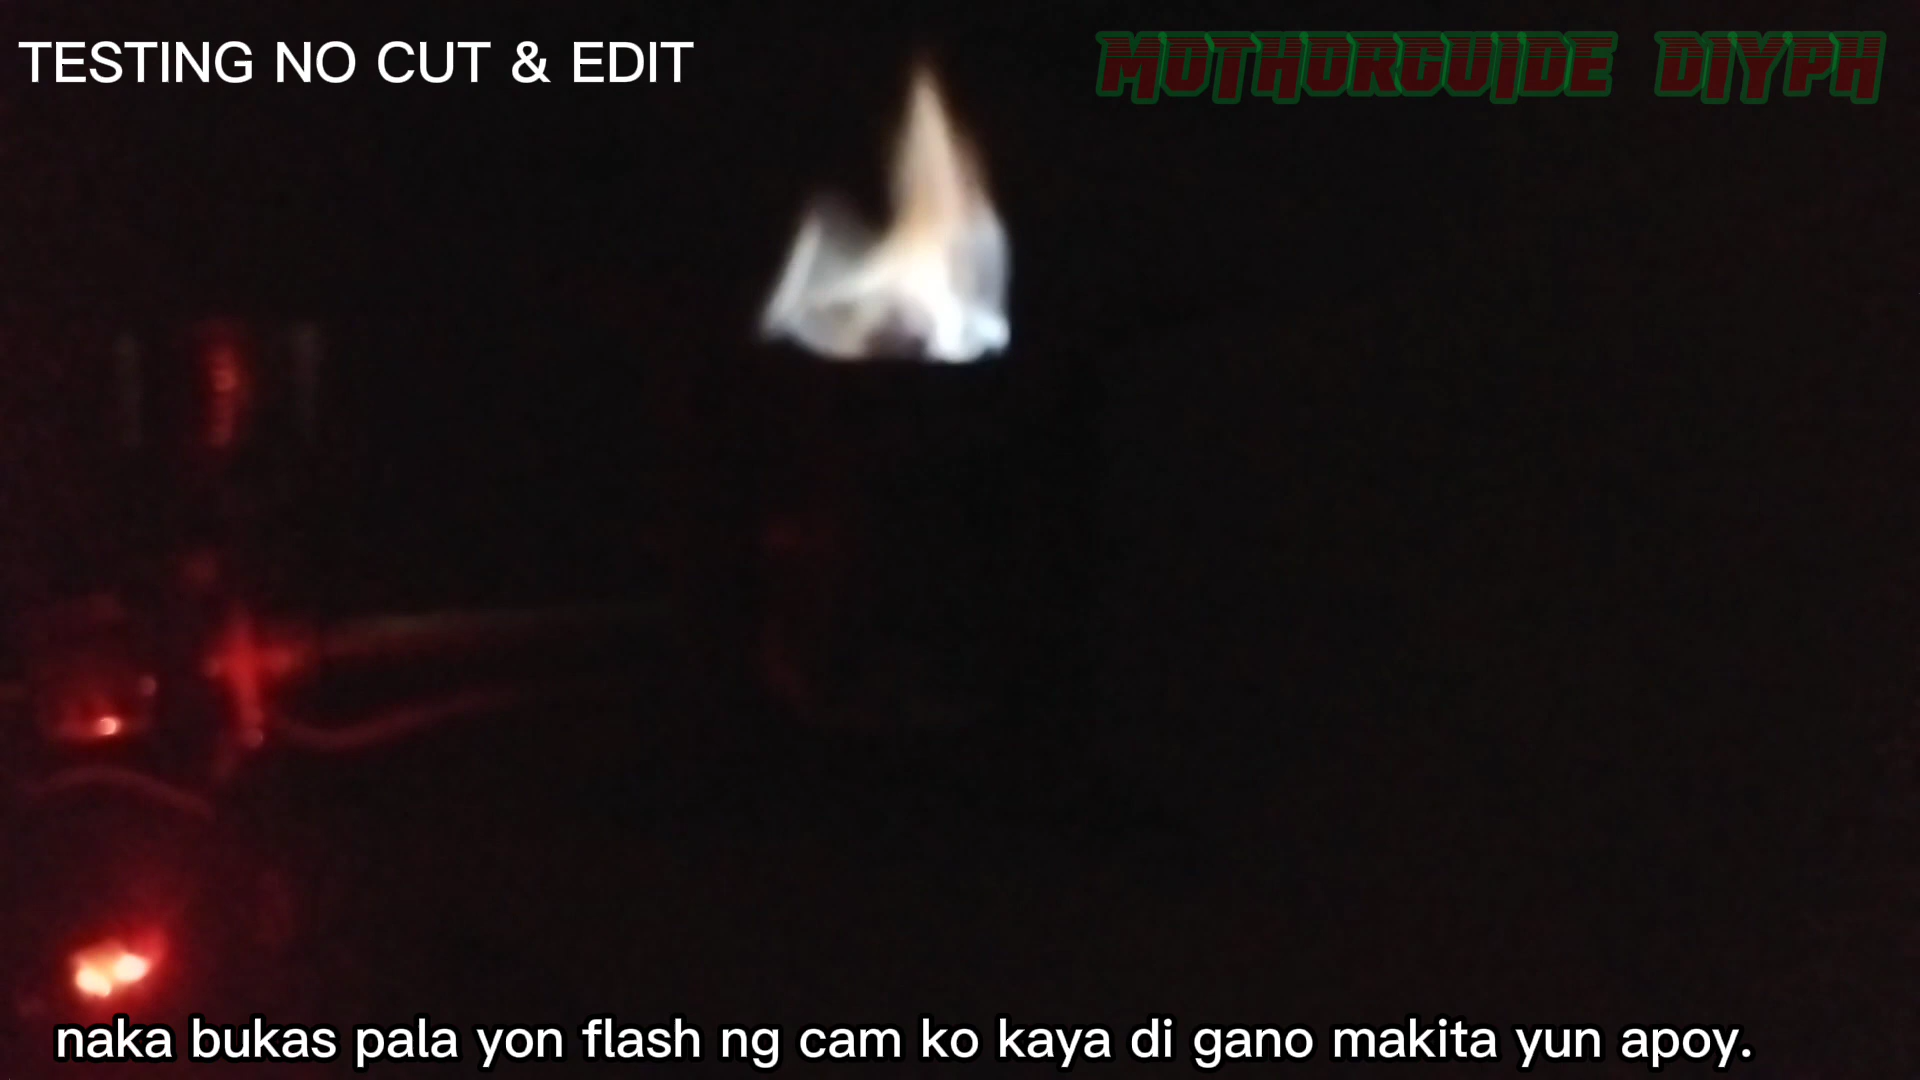 TESTING NO CUT & EDIT
MOTHORGUIDE DIYPH
naka bukas pala yon flash ng cam ko kaya di gano makita yun apoy.